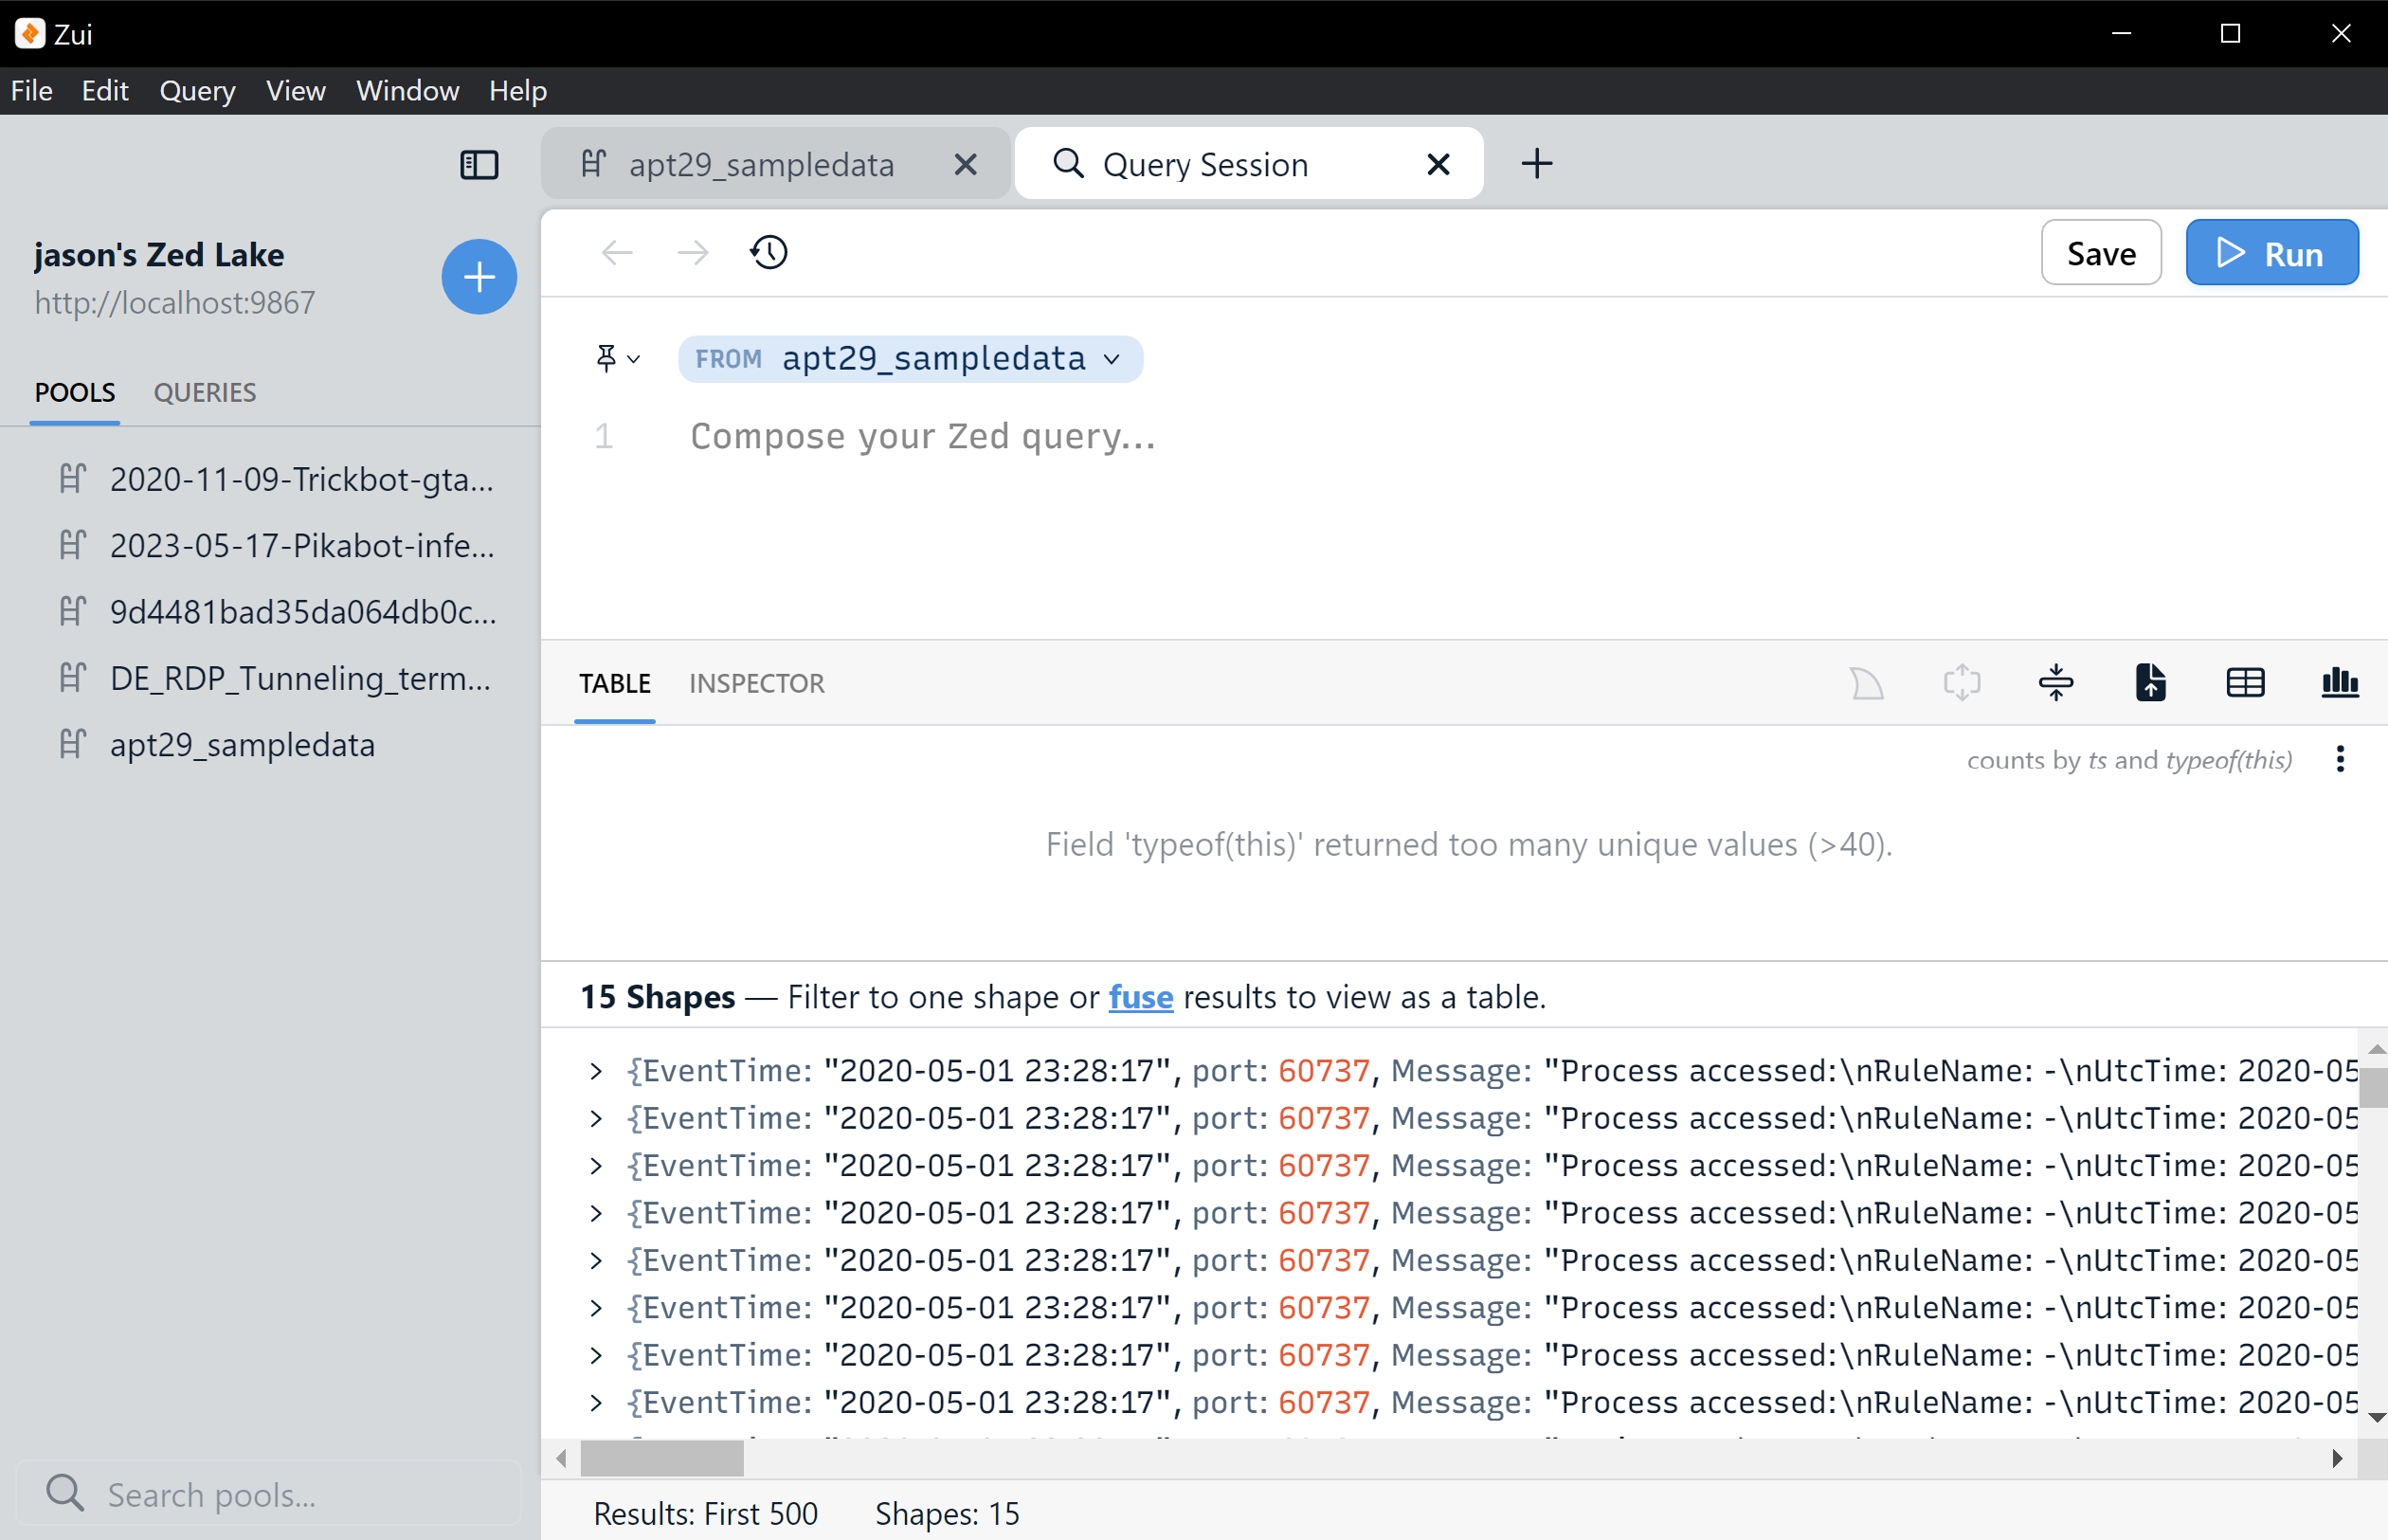 Zui
File Edit Query View Window Help
apt29_sampledata
Query Session
jason's Zed Lake
http://localhost:9867
POOLS QUERIES
2020-11-09-Trickbot-gta...
2023-05-17-Pikabot-infe...
9d4481bad35da064db0c...
DE_RDP_Tunneling_term...
apt29_sampledata
Search pools...
Save Run
FROM apt29_sampledata
1 Compose your Zed query...
TABLE INSPECTOR
counts by ts and typeof(this)
Field 'typeof(this)' returned too many unique values (>40).
15 Shapes — Filter to one shape or fuse results to view as a table.
> {EventTime: "2020-05-01 23:28:17", port: 60737, Message: "Process accessed:\nRuleName: -\nUtcTime: 2020-05
> {EventTime: "2020-05-01 23:28:17", port: 60737, Message: "Process accessed:\nRuleName: -\nUtcTime: 2020-05
> {EventTime: "2020-05-01 23:28:17", port: 60737, Message: "Process accessed:\nRuleName: -\nUtcTime: 2020-05
> {EventTime: "2020-05-01 23:28:17", port: 60737, Message: "Process accessed:\nRuleName: -\nUtcTime: 2020-05
> {EventTime: "2020-05-01 23:28:17", port: 60737, Message: "Process accessed:\nRuleName: -\nUtcTime: 2020-05
> {EventTime: "2020-05-01 23:28:17", port: 60737, Message: "Process accessed:\nRuleName: -\nUtcTime: 2020-05
> {EventTime: "2020-05-01 23:28:17", port: 60737, Message: "Process accessed:\nRuleName: -\nUtcTime: 2020-05
> {EventTime: "2020-05-01 23:28:17", port: 60737, Message: "Process accessed:\nRuleName: -\nUtcTime: 2020-05
Results: First 500 Shapes: 15